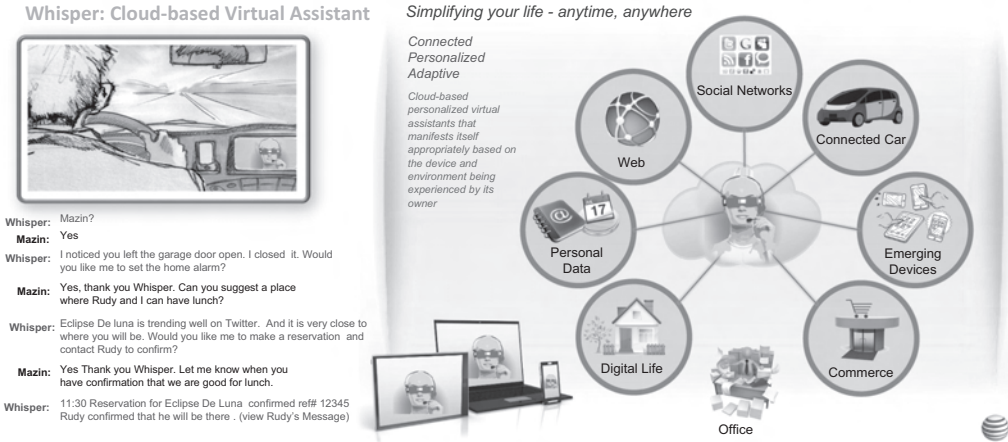 Whisper: Cloud-based Virtual Assistant
Whisper: Mazin?
Mazin: Yes
Whisper: I noticed you left the garage door open. I closed it. Would
you like me to set the home alarm?
Mazin: Yes, thank you Whisper. Can you suggest a place
where Rudy and I can have lunch?
Whisper: Eclipse De luna is trending well on Twitter. And it is very close to
where you will be. Would you like me to make a reservation and
contact Rudy to confirm?
Mazin: Yes Thank you Whisper. Let me know when you
have confirmation that we are good for lunch.
Whisper: 11:30 Reservation for Eclipse De Luna confirmed ref# 12345
Rudy confirmed that he will be there . (view Rudy's Message)
Simplifying your life - anytime, anywhere
Connected
Personalized
Adaptive
Cloud-based
personalized virtual
assistants that
manifests itself
appropriately based on
the device and
environment being
experienced by its
owner
Social Networks
Connected Car
Web
@
17
Personal
Data
Emerging
Devices
Digital Life
Commerce
Office